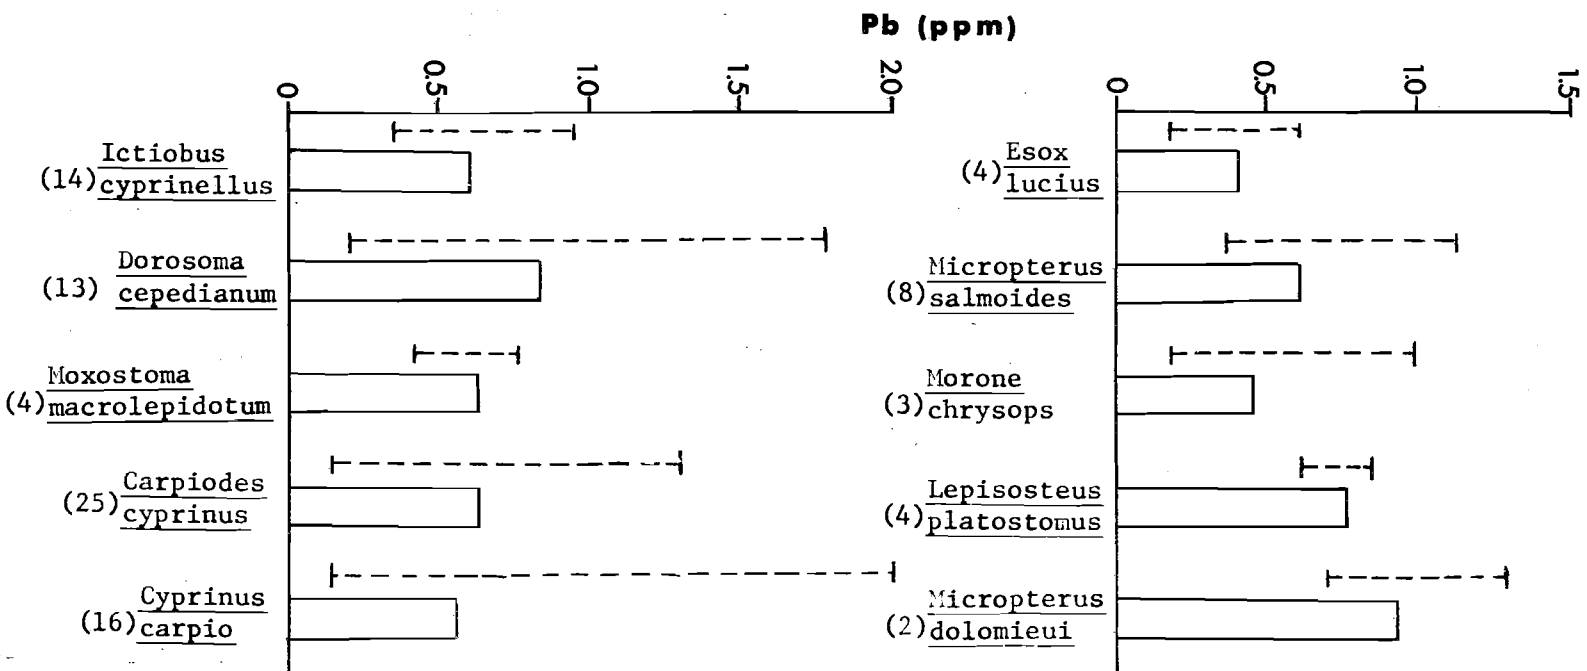 Pb (ppm)
0 0.5 1.0 1.5 2.0
Ictiobus
(14) cyprinellus
Dorosoma
(13) cepedianum
Moxostoma
(4) macrolepidotum
Carpiodes
(25) cyprinus
Cyprinus
(16) carpio
0 0.5 1.0 1.5
Esox
(4) lucius
Micropterus
(8) salmoides
Morone
(3) chrysops
Lepisosteus
(4) platostomus
Micropterus
(2) dolomieui